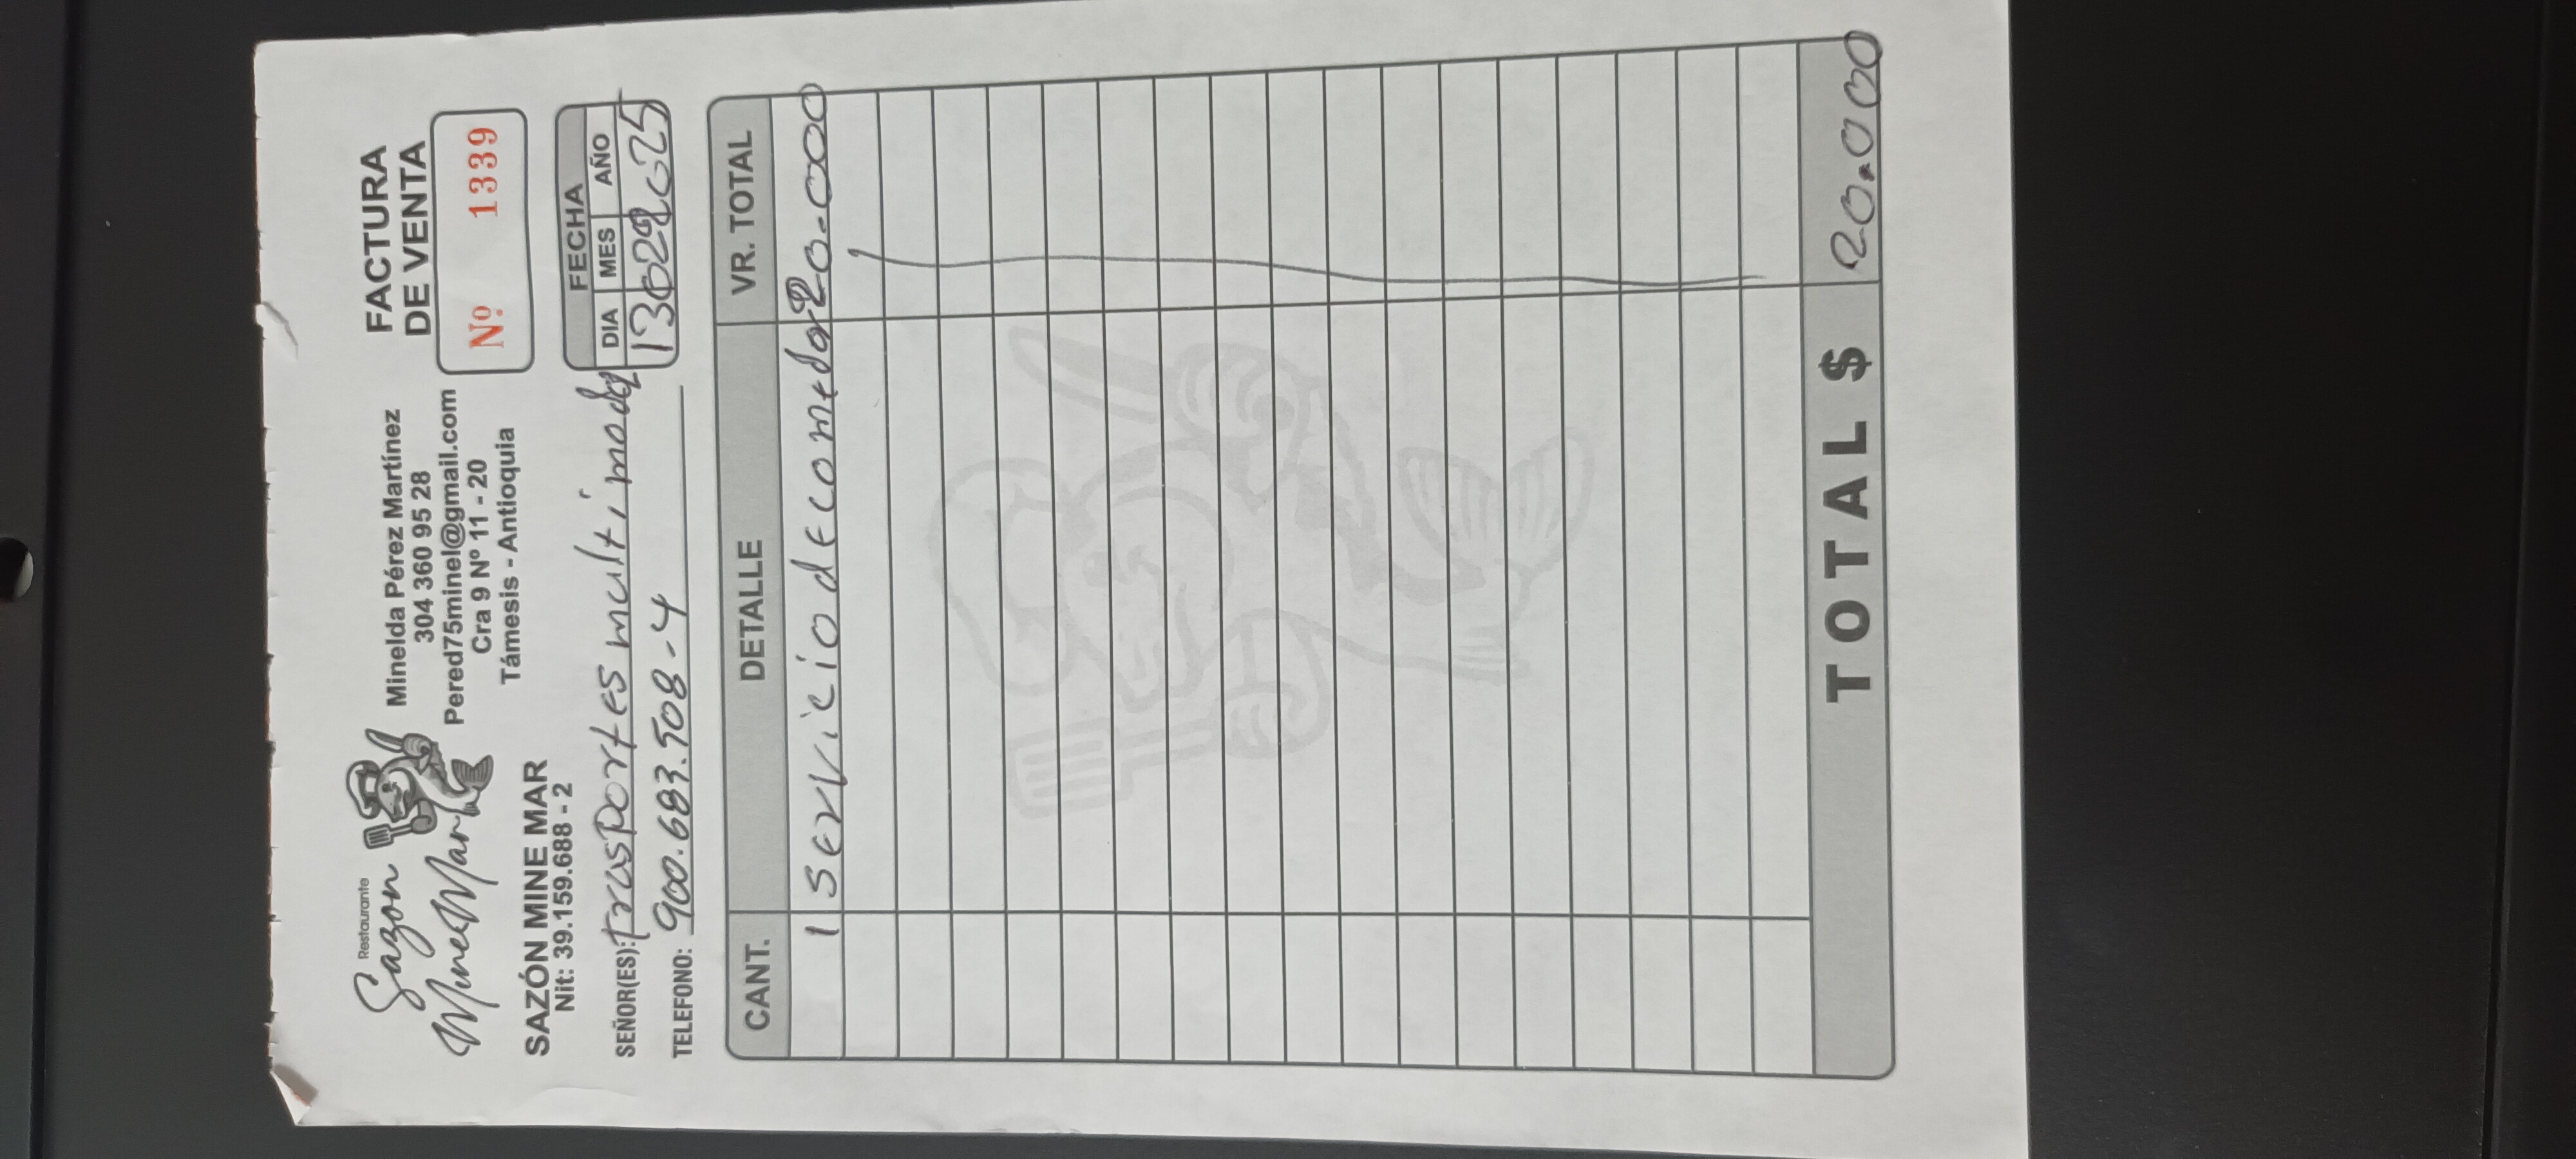 Restaurante
Sazon
MineMar
Minelda Pérez Martínez
304 360 95 28
Pered75minel@gmail.com
Cra 9 Nº 11 - 20
Támesis - Antioquia
FACTURA
DE VENTA
Nº. 1339
SAZÓN MINE MAR
Nit: 39.159.688 - 2
FECHA
DIA MES AÑO
13 02 2025
SEÑOR(ES): trasportes multimodal
TELEFONO: 900.683.508-4
CANT. DETALLE VR. TOTAL
1 servicio de comedor 20.000
TOTAL $ 20.000